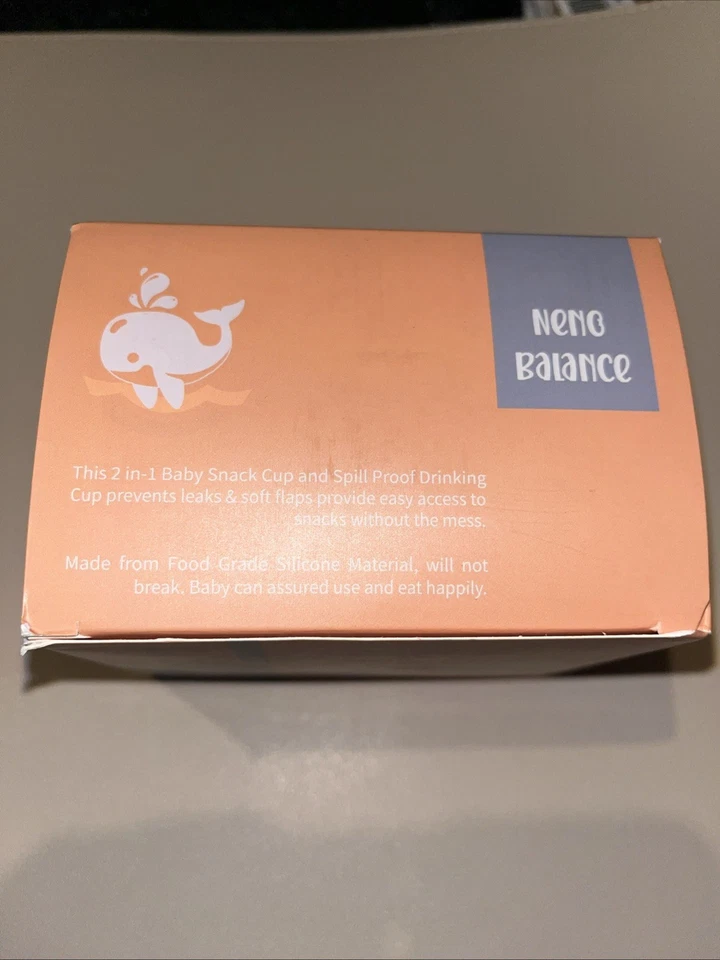 Neno
Balance
This 2 in-1 Baby Snack Cup and Spill Proof Drinking
Cup prevents leaks & soft flaps provide easy access to
snacks without the mess.
Made from Food Grade Silicone Material, will not
break. Baby can assured use and eat happily.